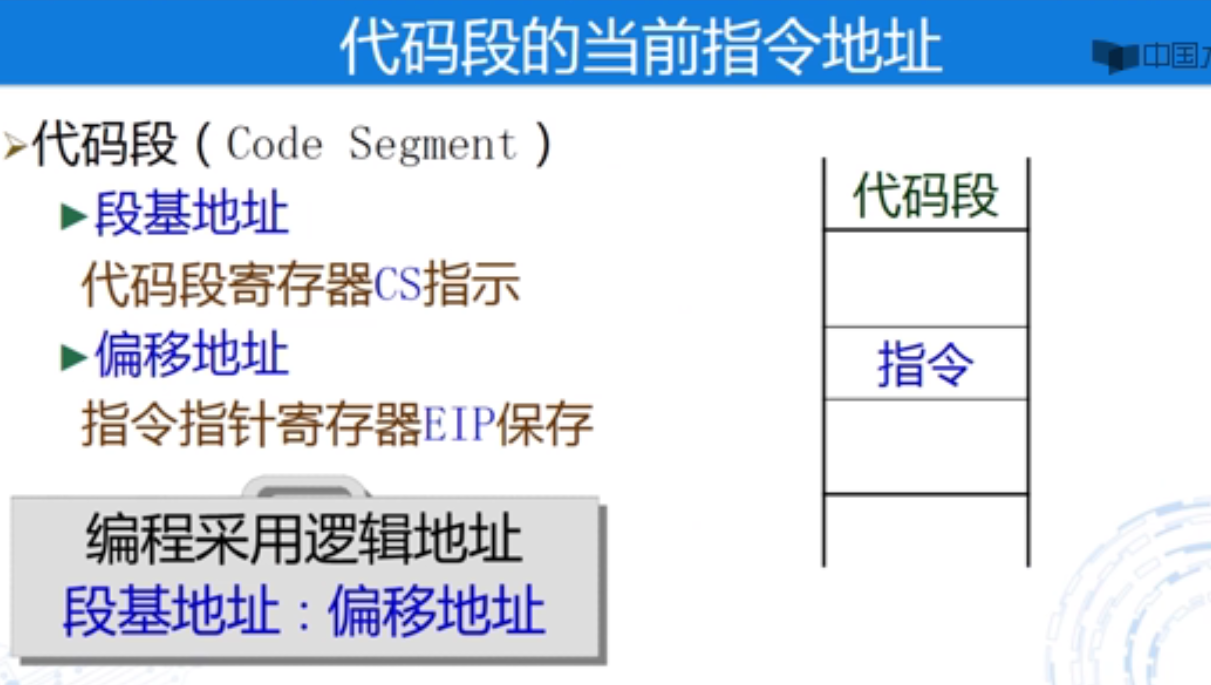 代码段的当前指令地址
中国
➢代码段（Code Segment）
►段基地址
代码段寄存器CS指示
►偏移地址
指令指针寄存器EIP保存
编程采用逻辑地址
段基地址：偏移地址
代码段
指令